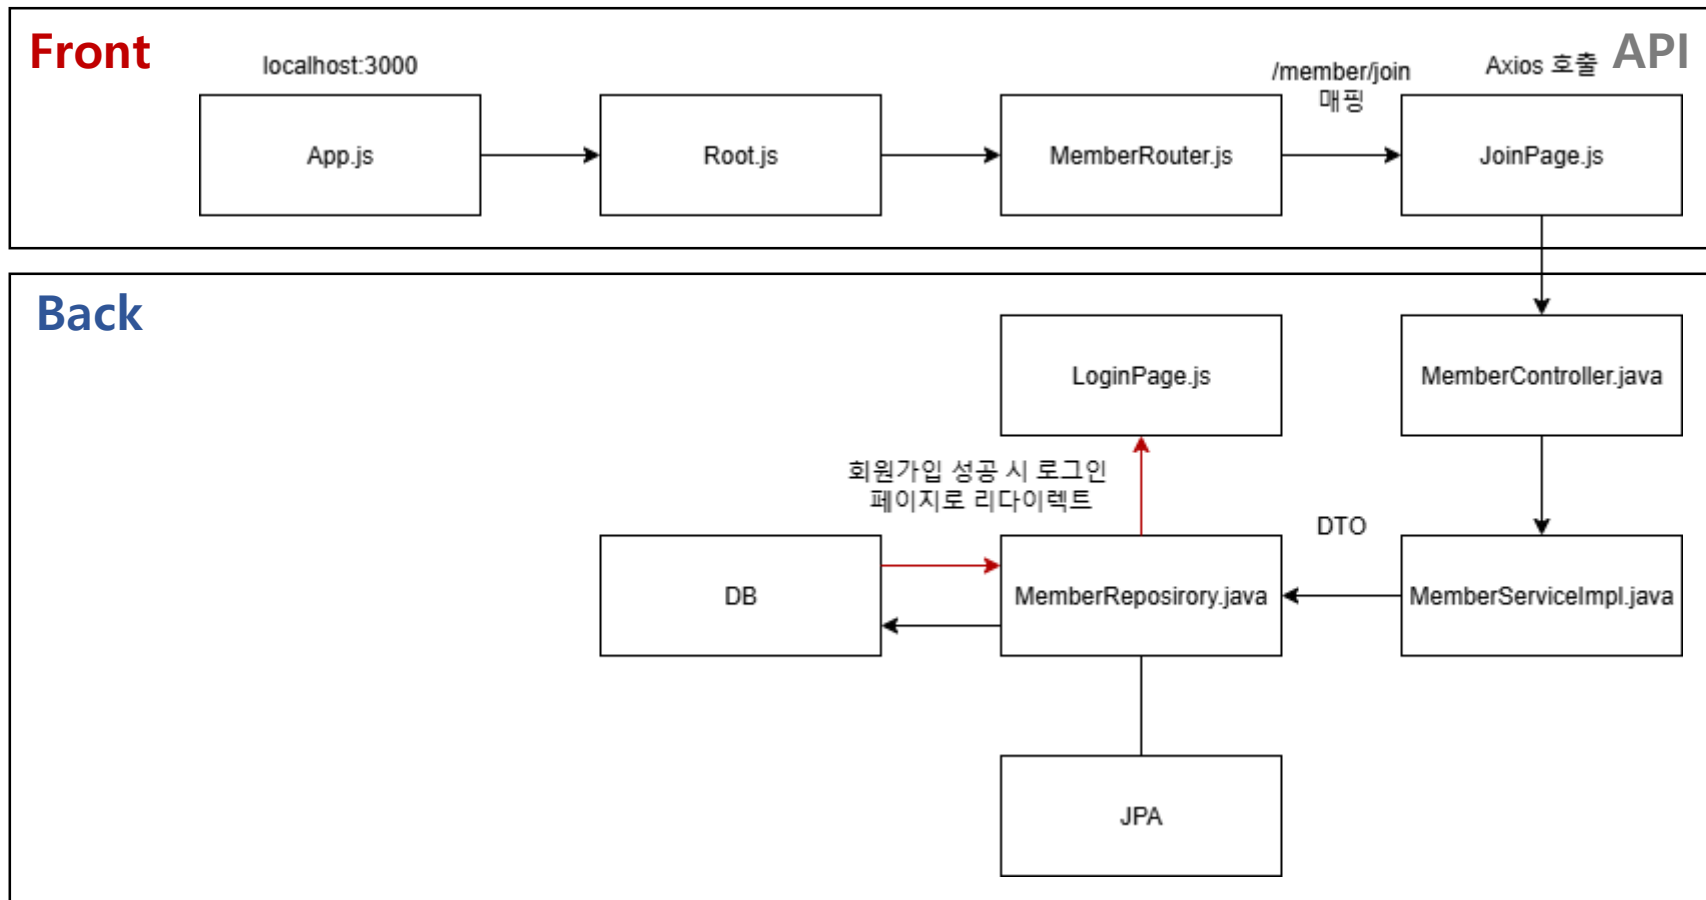 Front
API
localhost:3000
/member/join
매핑
Axios 호출
App.js
Root.js
MemberRouter.js
JoinPage.js
Back
LoginPage.js
MemberController.java
회원가입 성공 시 로그인
페이지로 리다이렉트
DTO
DB
MemberReposirory.java
MemberServiceImpl.java
JPA